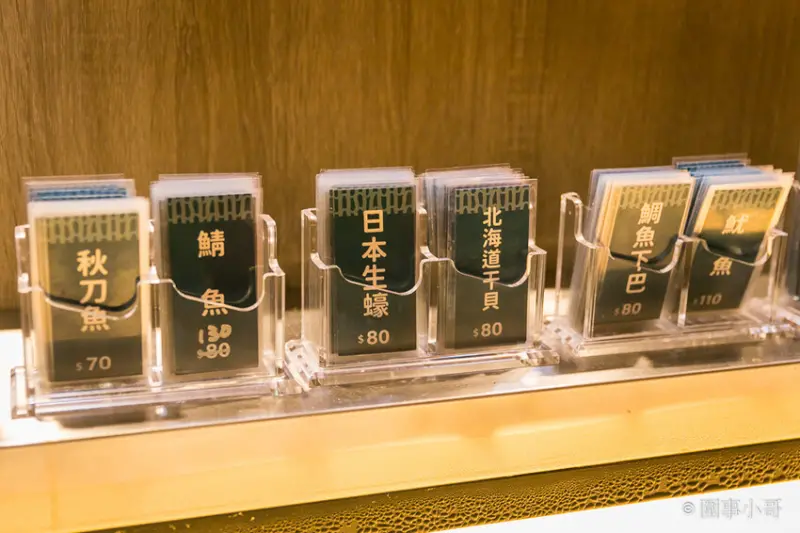 秋刀魚
$70
鯖魚
130
$80
日本生蠔
$80
北海道干貝
$80
鯛魚下巴
$80
魷魚
$110
© 圍事小哥